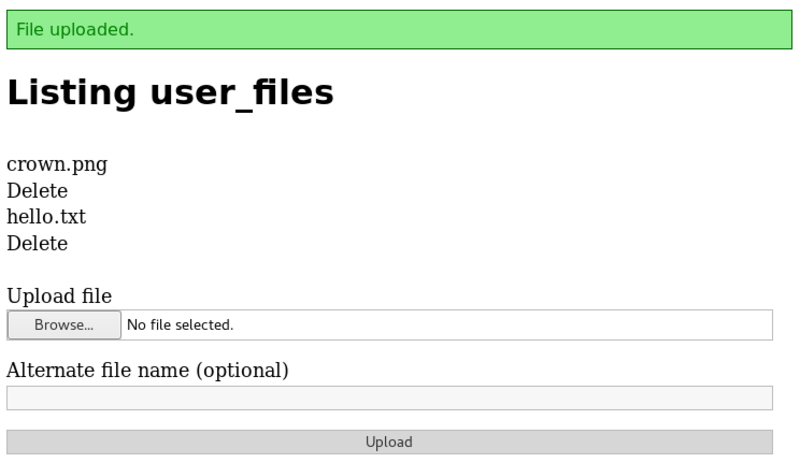 File uploaded.
Listing user_files
crown.png
Delete
hello.txt
Delete
Upload file
Browse... No file selected.
Alternate file name (optional)
Upload